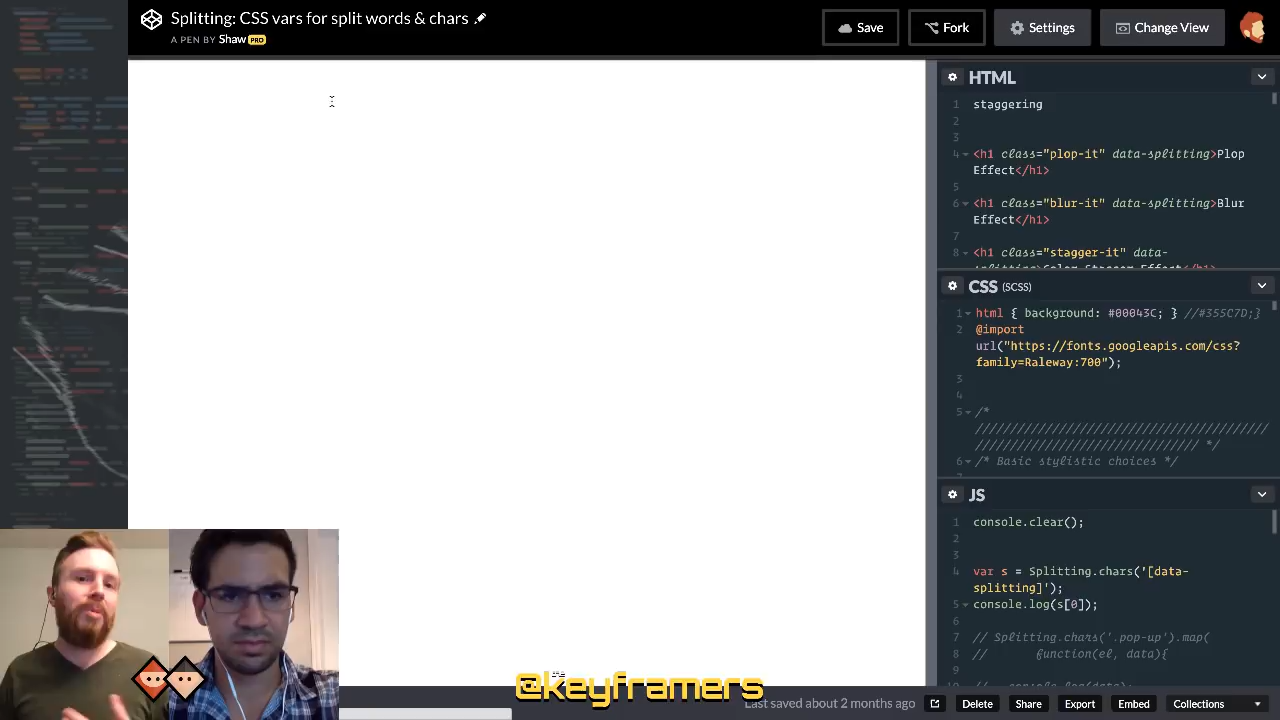 Splitting: CSS vars for split words & chars
A PEN BY Shaw PRO
Save
Fork
Settings
Change View
HTML
1 staggering
2
3
4 <h1 class="plop-it" data-splitting>Plop
Effect</h1>
5
6 <h1 class="blur-it" data-splitting>Blur
Effect</h1>
7
8 <h1 class="stagger-it" data-
splitting>Color Stagger Effect</h1>
CSS (SCSS)
1 html { background: #00043C; } //#355C7D;}
2 @import
url("https://fonts.googleapis.com/css?
family=Raleway:700");
3
4
5 /*
////////////////////////////////////
///////////////////////////// */
6 /* Basic stylistic choices */
JS
1 console.clear();
2
3
4 var s = Splitting.chars('[data-
splitting]');
5 console.log(s[0]);
6
7 // Splitting.chars('.pop-up').map(
8 // function(el, data){
9
@keyframers
Last saved about 2 months ago
Delete
Share
Export
Embed
Collections